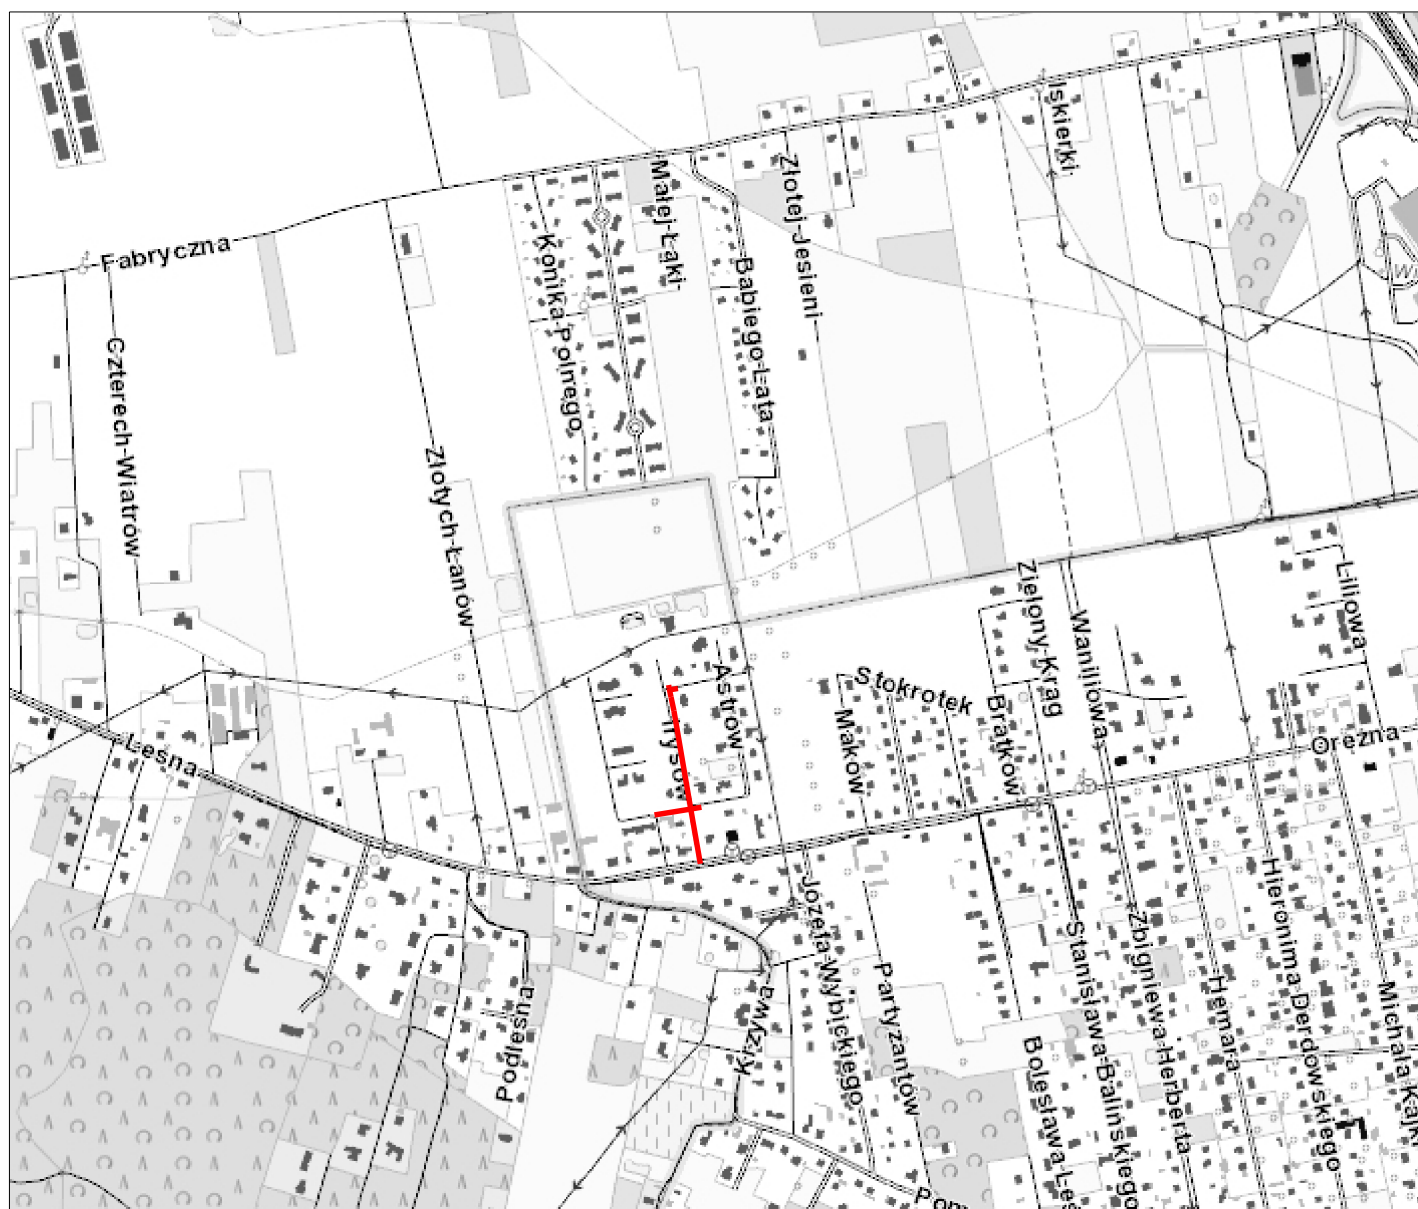 Iskierki
Małej Łąki
Złotej Jesieni
Fabryczna
Konika Polnego
Babiego Lata
Czterech Wiatrów
Złotych Łanów
Zielony Krąg
Liliowa
Waniliowa
Astrów
Stokrotek
Irysów
Bratków
Maków
Leśna
Orężna
Józefa Wybickiego
Partyzantów
Podleśna
Krzywa
Stanisława Balińskiego
Zbigniewa Herberta
Hemara
Hieronima Derdowskiego
Michała Kajk
Bolesława Leś